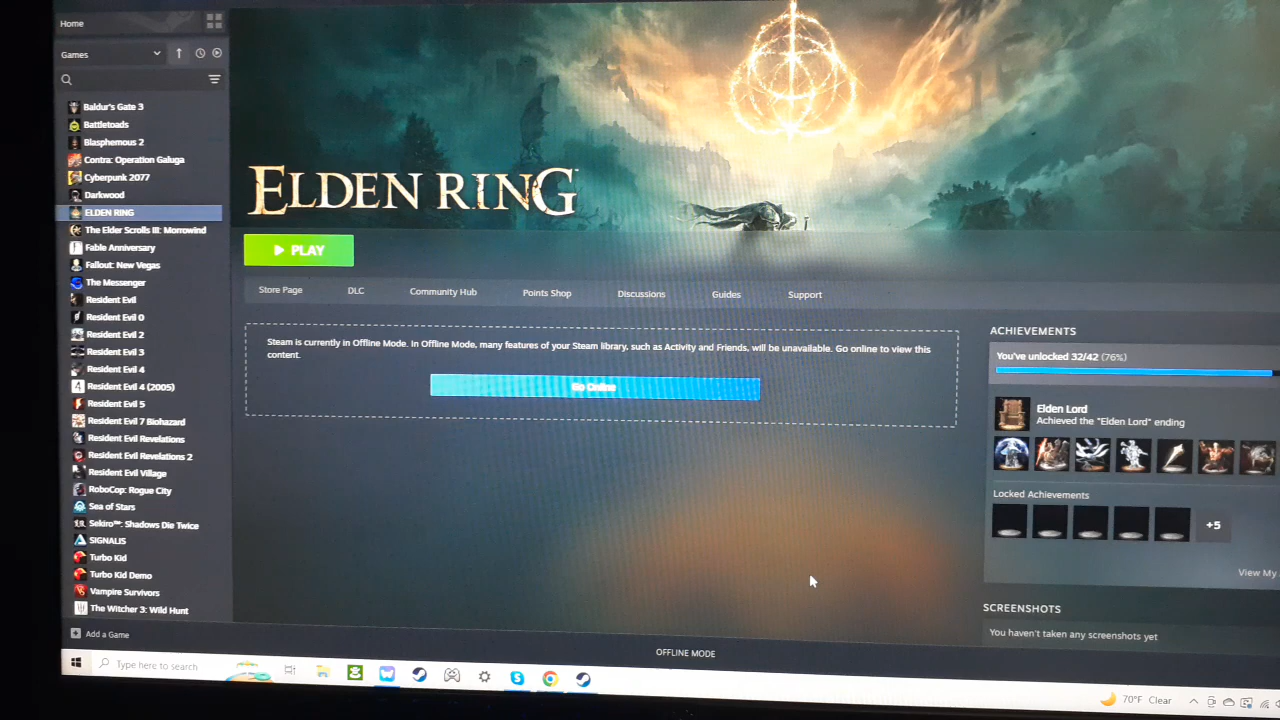 Home
Games
Baldur's Gate 3
Battletoads
Blasphemous 2
Contra: Operation Galuga
Cyberpunk 2077
Darkwood
ELDEN RING
The Elder Scrolls III: Morrowind
Fable Anniversary
Fallout: New Vegas
The Messenger
Resident Evil
Resident Evil 0
Resident Evil 2
Resident Evil 3
Resident Evil 4
Resident Evil 4 (2005)
Resident Evil 5
Resident Evil 7 Biohazard
Resident Evil Revelations
Resident Evil Revelations 2
Resident Evil Village
RoboCop: Rogue City
Sea of Stars
Sekiro™: Shadows Die Twice
SIGNALIS
Turbo Kid
Turbo Kid Demo
Vampire Survivors
The Witcher 3: Wild Hunt
Add a Game
ELDEN RING
PLAY
Store Page DLC Community Hub Points Shop Discussions Guides Support
Steam is currently in Offline Mode. In Offline Mode, many features of your Steam library, such as Activity and Friends, will be unavailable. Go online to view this
content.
Go Online
ACHIEVEMENTS
You've unlocked 32/42 (76%)
Elden Lord
Achieved the "Elden Lord" ending
Locked Achievements
+5
View My
SCREENSHOTS
You haven't taken any screenshots yet
OFFLINE MODE
Type here to search
70°F Clear